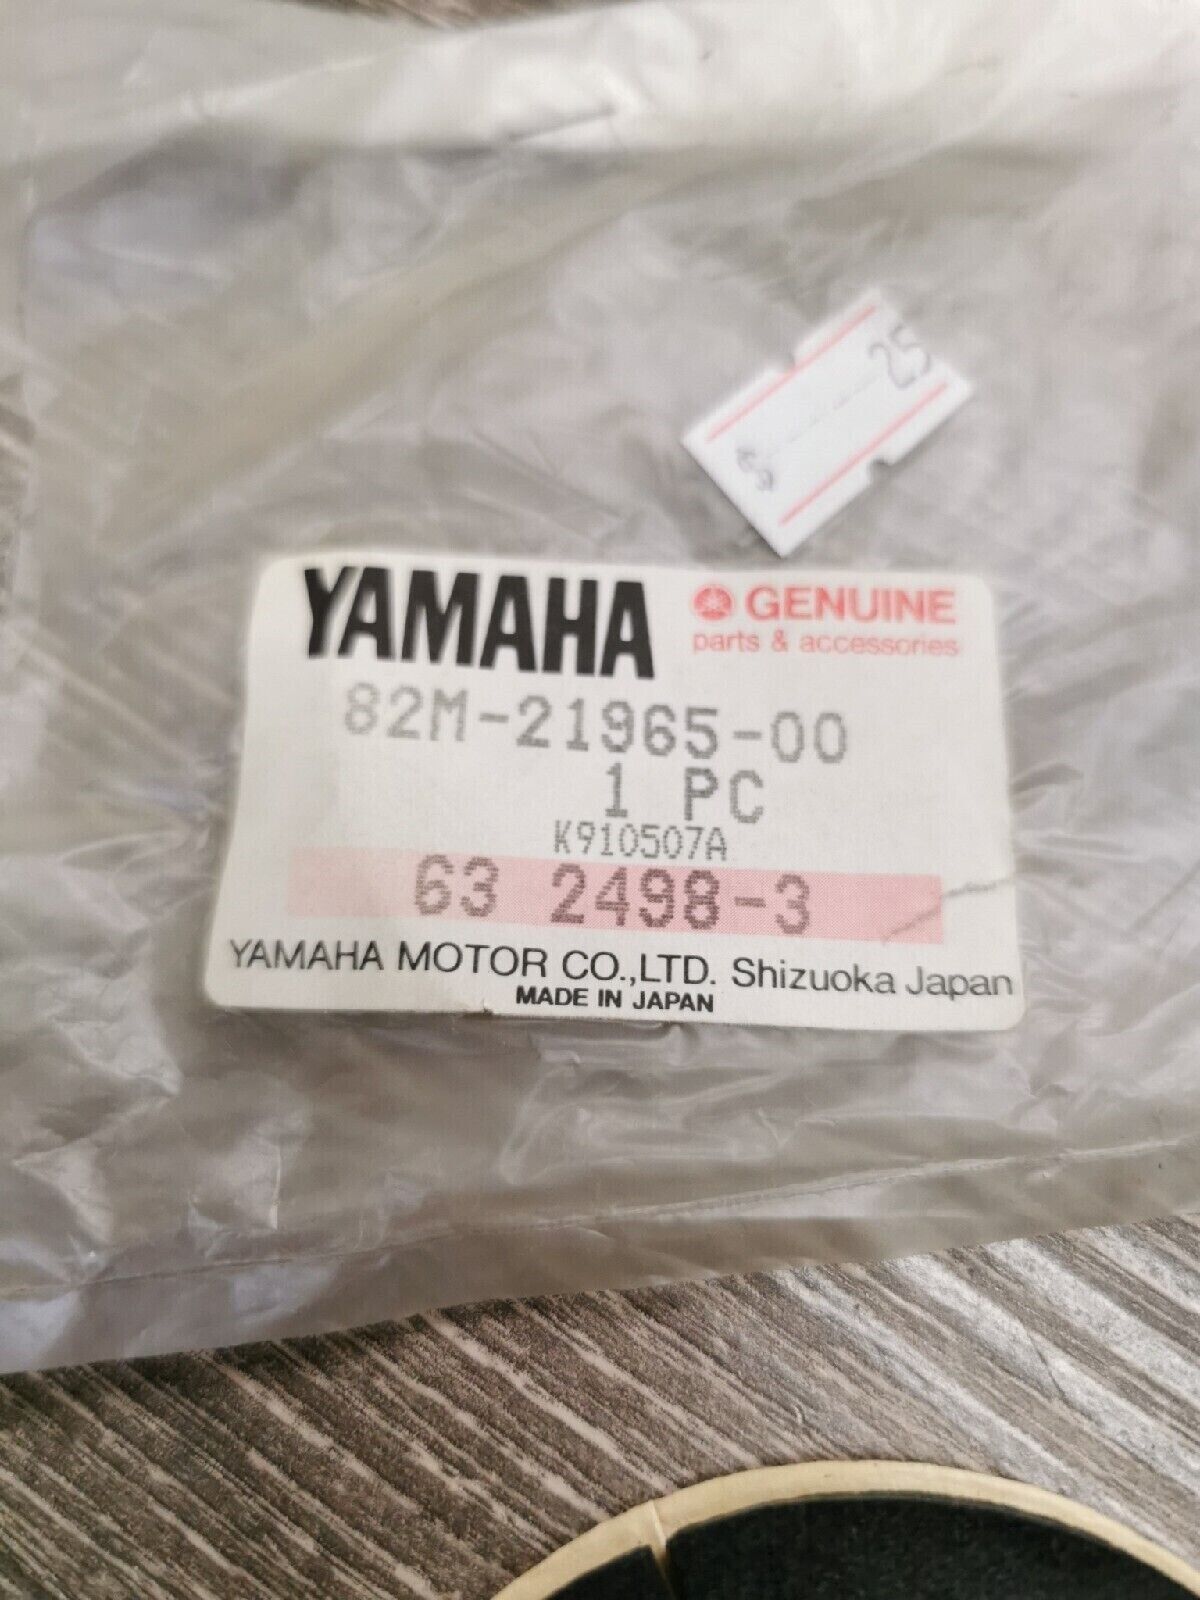 25
YAMAHA
GENUINE
parts & accessories
82M-21965-00
1 PC
K910507A
63 2498-3
YAMAHA MOTOR CO.,LTD. Shizuoka Japan
MADE IN JAPAN